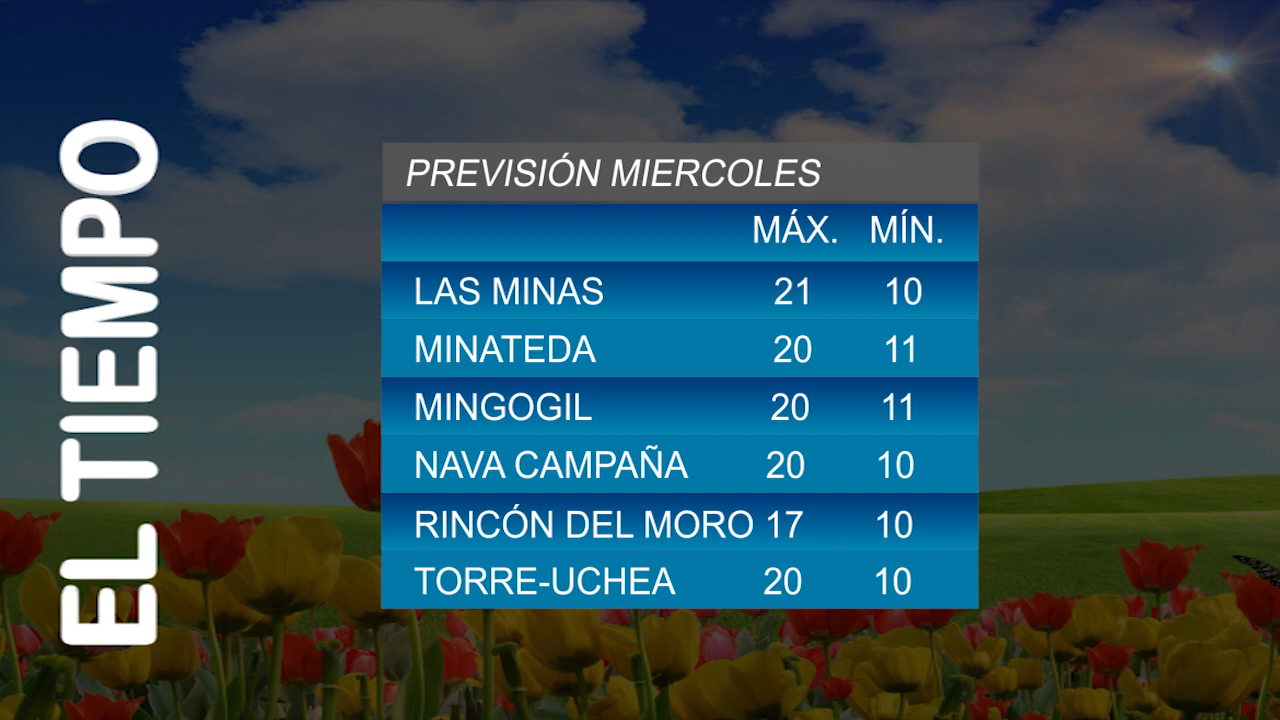 EL TIEMPO
PREVISIÓN MIERCOLES
MÁX. MÍN.
LAS MINAS 21 10
MINATEDA 20 11
MINGOGIL 20 11
NAVA CAMPAÑA 20 10
RINCÓN DEL MORO 17 10
TORRE-UCHEA 20 10